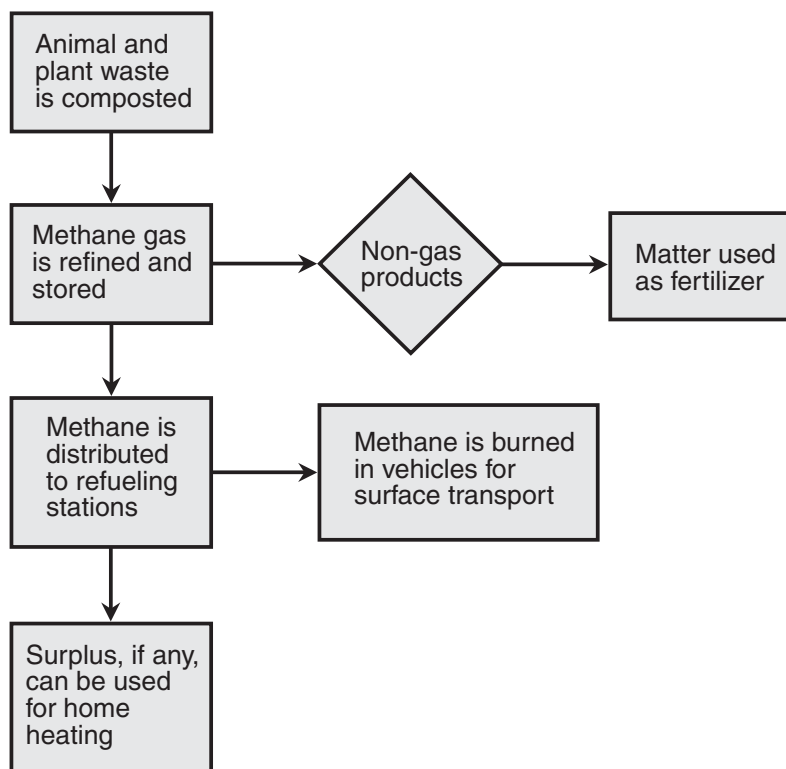 Animal and
plant waste
is composted
Methane gas
is refined and
stored
Non-gas
products
Matter used
as fertilizer
Methane is
distributed
to refueling
stations
Methane is burned
in vehicles for
surface transport
Surplus, if any,
can be used
for home
heating